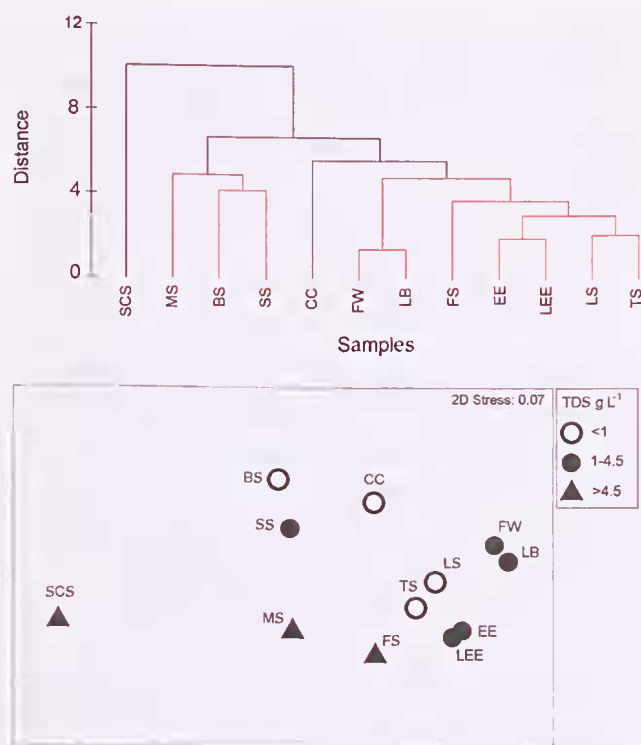 12
8
4
0
Distance
SCS
MS
BS
SS
CC
FW
LB
FS
EE
LEE
LS
TS
Samples
2D Stress: 0.07
TDS g L⁻¹
<1
1-4.5
>4.5
BS
CC
SS
FW
LB
LS
TS
SCS
MS
FS
EE
LEE